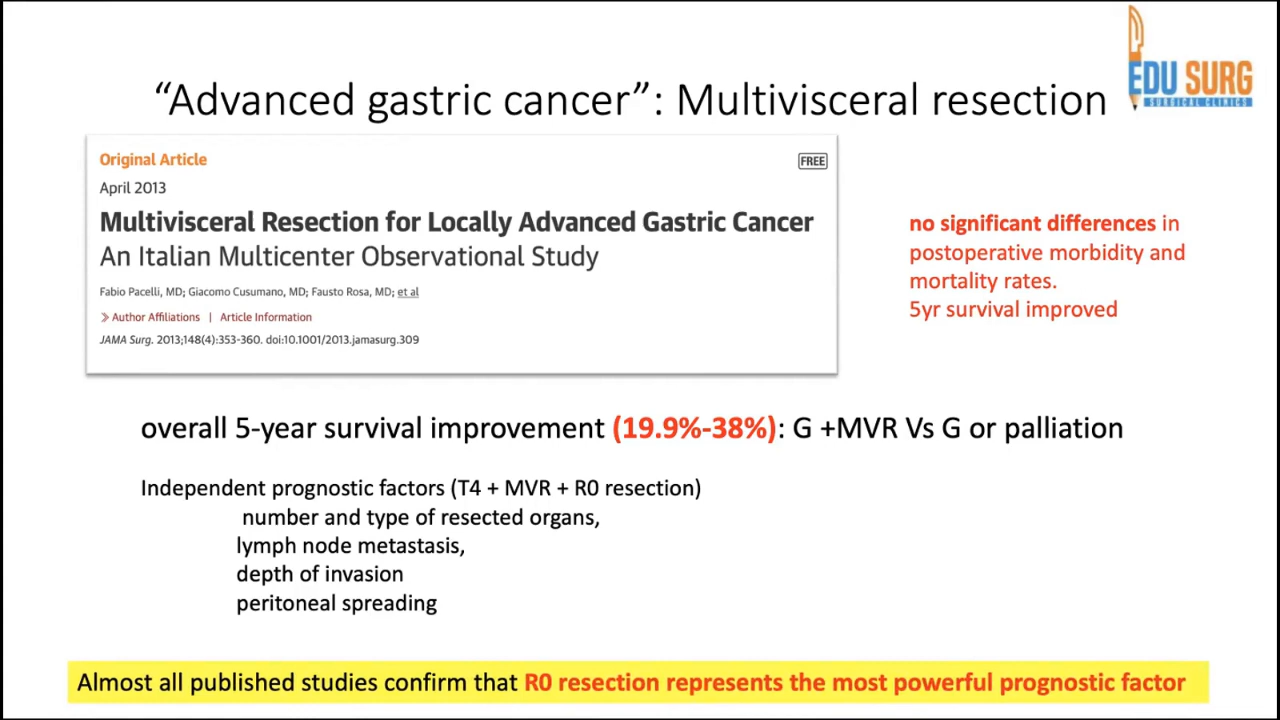 EDU SURG
SURGICAL CLINICS
“Advanced gastric cancer”: Multivisceral resection
Original Article
FREE
April 2013
Multivisceral Resection for Locally Advanced Gastric Cancer
An Italian Multicenter Observational Study
Fabio Pacelli, MD; Giacomo Cusumano, MD; Fausto Rosa, MD; et al
» Author Affiliations | Article Information
JAMA Surg. 2013;148(4):353-360. doi:10.1001/2013.jamasurg.309
no significant differences in
postoperative morbidity and
mortality rates.
5yr survival improved
overall 5-year survival improvement (19.9%-38%): G +MVR Vs G or palliation
Independent prognostic factors (T4 + MVR + R0 resection)
number and type of resected organs,
lymph node metastasis,
depth of invasion
peritoneal spreading
Almost all published studies confirm that R0 resection represents the most powerful prognostic factor